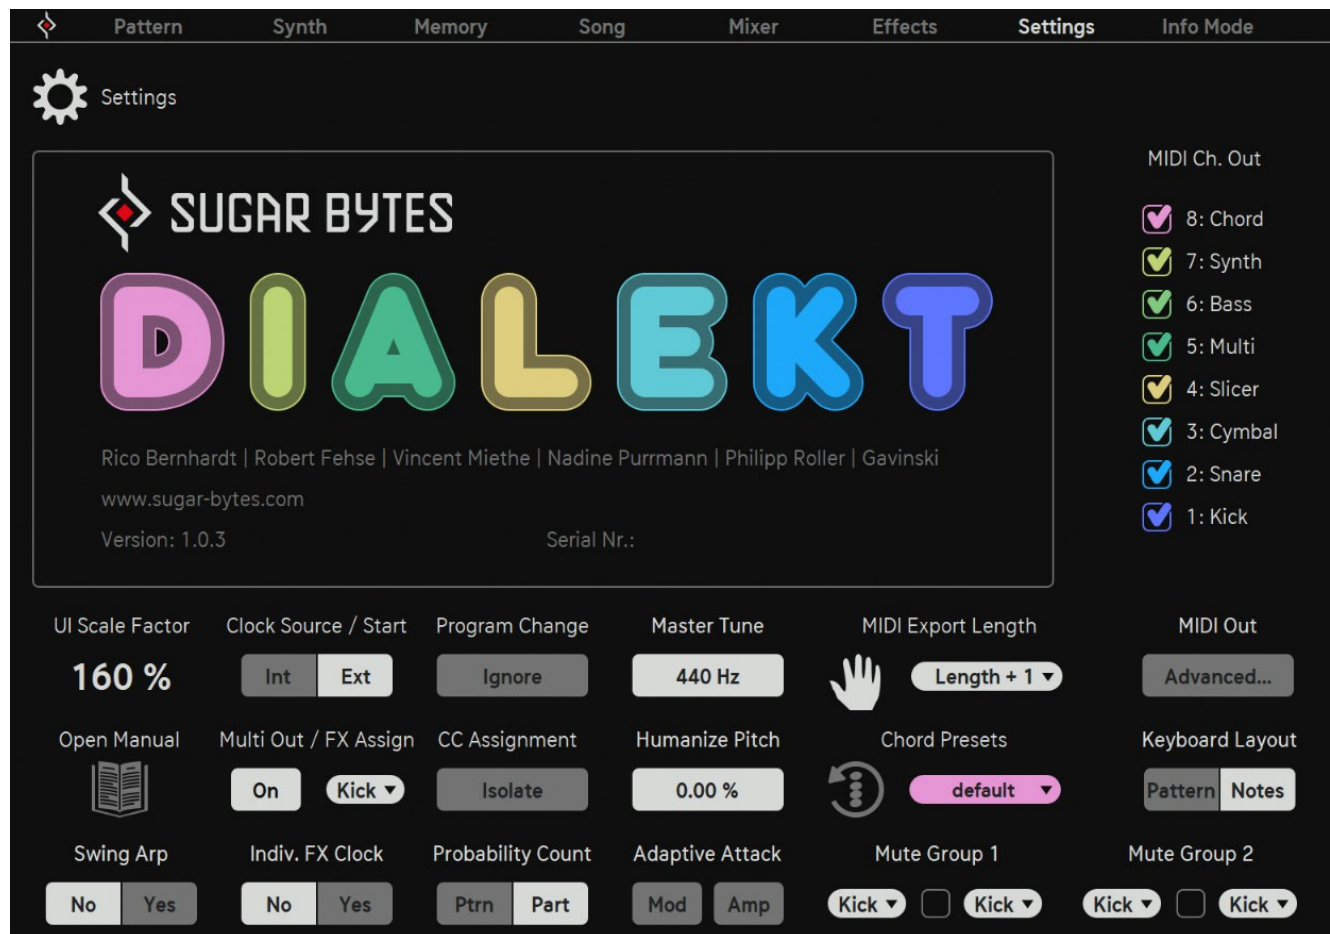 Pattern Synth Memory Song Mixer Effects Settings Info Mode
Settings
MIDI Ch. Out
SUGAR BYTES
DIALEKT
8: Chord
7: Synth
6: Bass
5: Multi
4: Slicer
3: Cymbal
2: Snare
1: Kick
Rico Bernhardt | Robert Fehse | Vincent Miethe | Nadine Purrmann | Philipp Roller | Gavinski
www.sugar-bytes.com
Version: 1.0.3 Serial Nr.:
UI Scale Factor Clock Source / Start Program Change Master Tune MIDI Export Length MIDI Out
160 % Int Ext Ignore 440 Hz Length + 1 Advanced...
Open Manual Multi Out / FX Assign CC Assignment Humanize Pitch Chord Presets Keyboard Layout
On Kick Isolate 0.00 % default Pattern Notes
Swing Arp Indiv. FX Clock Probability Count Adaptive Attack Mute Group 1 Mute Group 2
No Yes No Yes Ptrn Part Mod Amp Kick Kick Kick Kick